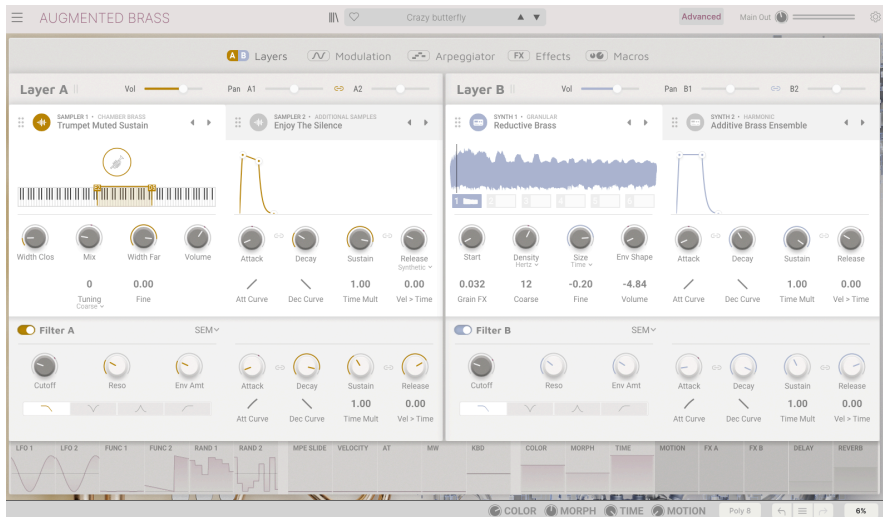 AUGMENTED BRASS
Crazy butterfly
Advanced
Main Out
A B Layers
Modulation
Arpeggiator
FX Effects
Macros
Layer A
Vol
Pan A1
A2
Layer B
Vol
Pan B1
B2
SAMPLER 1 • CHAMBER BRASS
Trumpet Muted Sustain
SAMPLER 2 • ADDITIONAL SAMPLES
Enjoy The Silence
SYNTH 1 • GRANULAR
Reductive Brass
SYNTH 2 • HARMONIC
Additive Brass Ensemble
1 2 3 4 5 6
Width Clos Mix Width Far Volume
Attack Decay Sustain Release
Synthetic
Start Density Size Env Shape
Hertz Time
Attack Decay Sustain Release
0 0.00
Tuning Fine
Coarse
1.00 0.00
Att Curve Dec Curve Time Mult Vel > Time
0.032 12 -0.20 -4.84
Grain FX Coarse Fine Volume
1.00 0.00
Att Curve Dec Curve Time Mult Vel > Time
Filter A
SEM
Filter B
SEM
Cutoff Reso Env Amt
Attack Decay Sustain Release
Cutoff Reso Env Amt
Attack Decay Sustain Release
1.00 0.00
Att Curve Dec Curve Time Mult Vel > Time
1.00 0.00
Att Curve Dec Curve Time Mult Vel > Time
LFO 1 LFO 2 FUNC 1 FUNC 2 RAND 1 RAND 2 MPE SLIDE VELOCITY AT MW KBD COLOR MORPH TIME MOTION FX A FX B DELAY REVERB
COLOR MORPH TIME MOTION Poly 8 6%